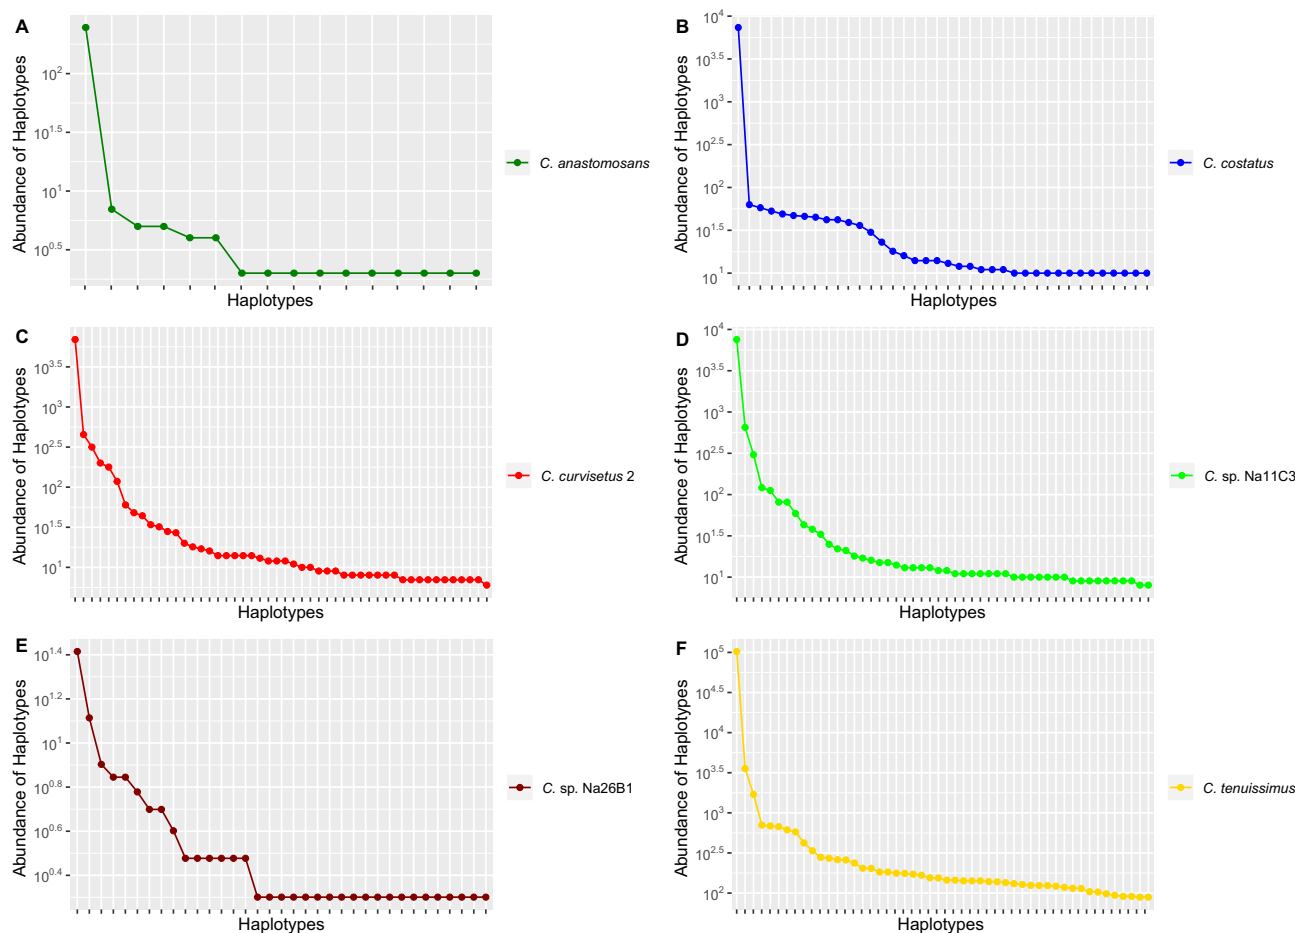 A
Abundance of Haplotypes
10^2
10^1.5
10^1
10^0.5
Haplotypes
C. anastomosans
B
Abundance of Haplotypes
10^4
10^3.5
10^3
10^2.5
10^2
10^1.5
10^1
Haplotypes
C. costatus
C
Abundance of Haplotypes
10^3.5
10^3
10^2.5
10^2
10^1.5
10^1
Haplotypes
C. curvisetus 2
D
Abundance of Haplotypes
10^4
10^3.5
10^3
10^2.5
10^2
10^1.5
10^1
Haplotypes
C. sp. Na11C3
E
Abundance of Haplotypes
10^1.4
10^1.2
10^1
10^0.8
10^0.6
10^0.4
Haplotypes
C. sp. Na26B1
F
Abundance of Haplotypes
10^5
10^4.5
10^4
10^3.5
10^3
10^2.5
10^2
Haplotypes
C. tenuissimus